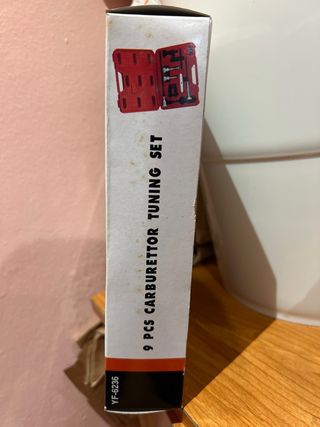 9 PCS CARBURETTOR TUNING SET
YF-6236